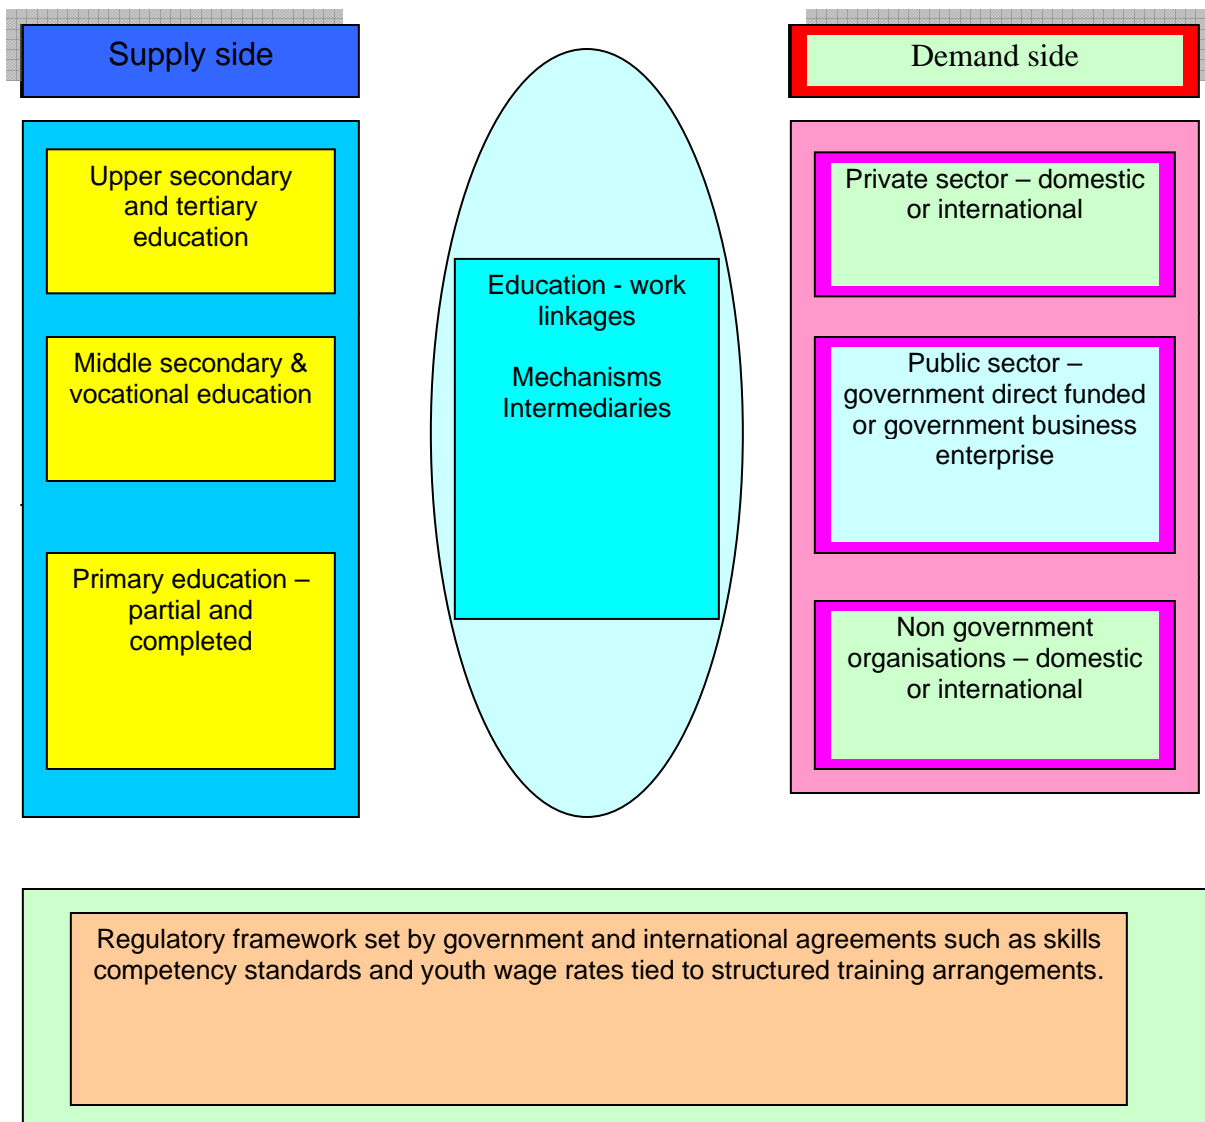 Supply side
Demand side
Upper secondary
and tertiary
education
Middle secondary &
vocational education
Primary education –
partial and
completed
Education - work
linkages
Mechanisms
Intermediaries
Private sector – domestic
or international
Public sector –
government direct funded
or government business
enterprise
Non government
organisations – domestic
or international
Regulatory framework set by government and international agreements such as skills
competency standards and youth wage rates tied to structured training arrangements.